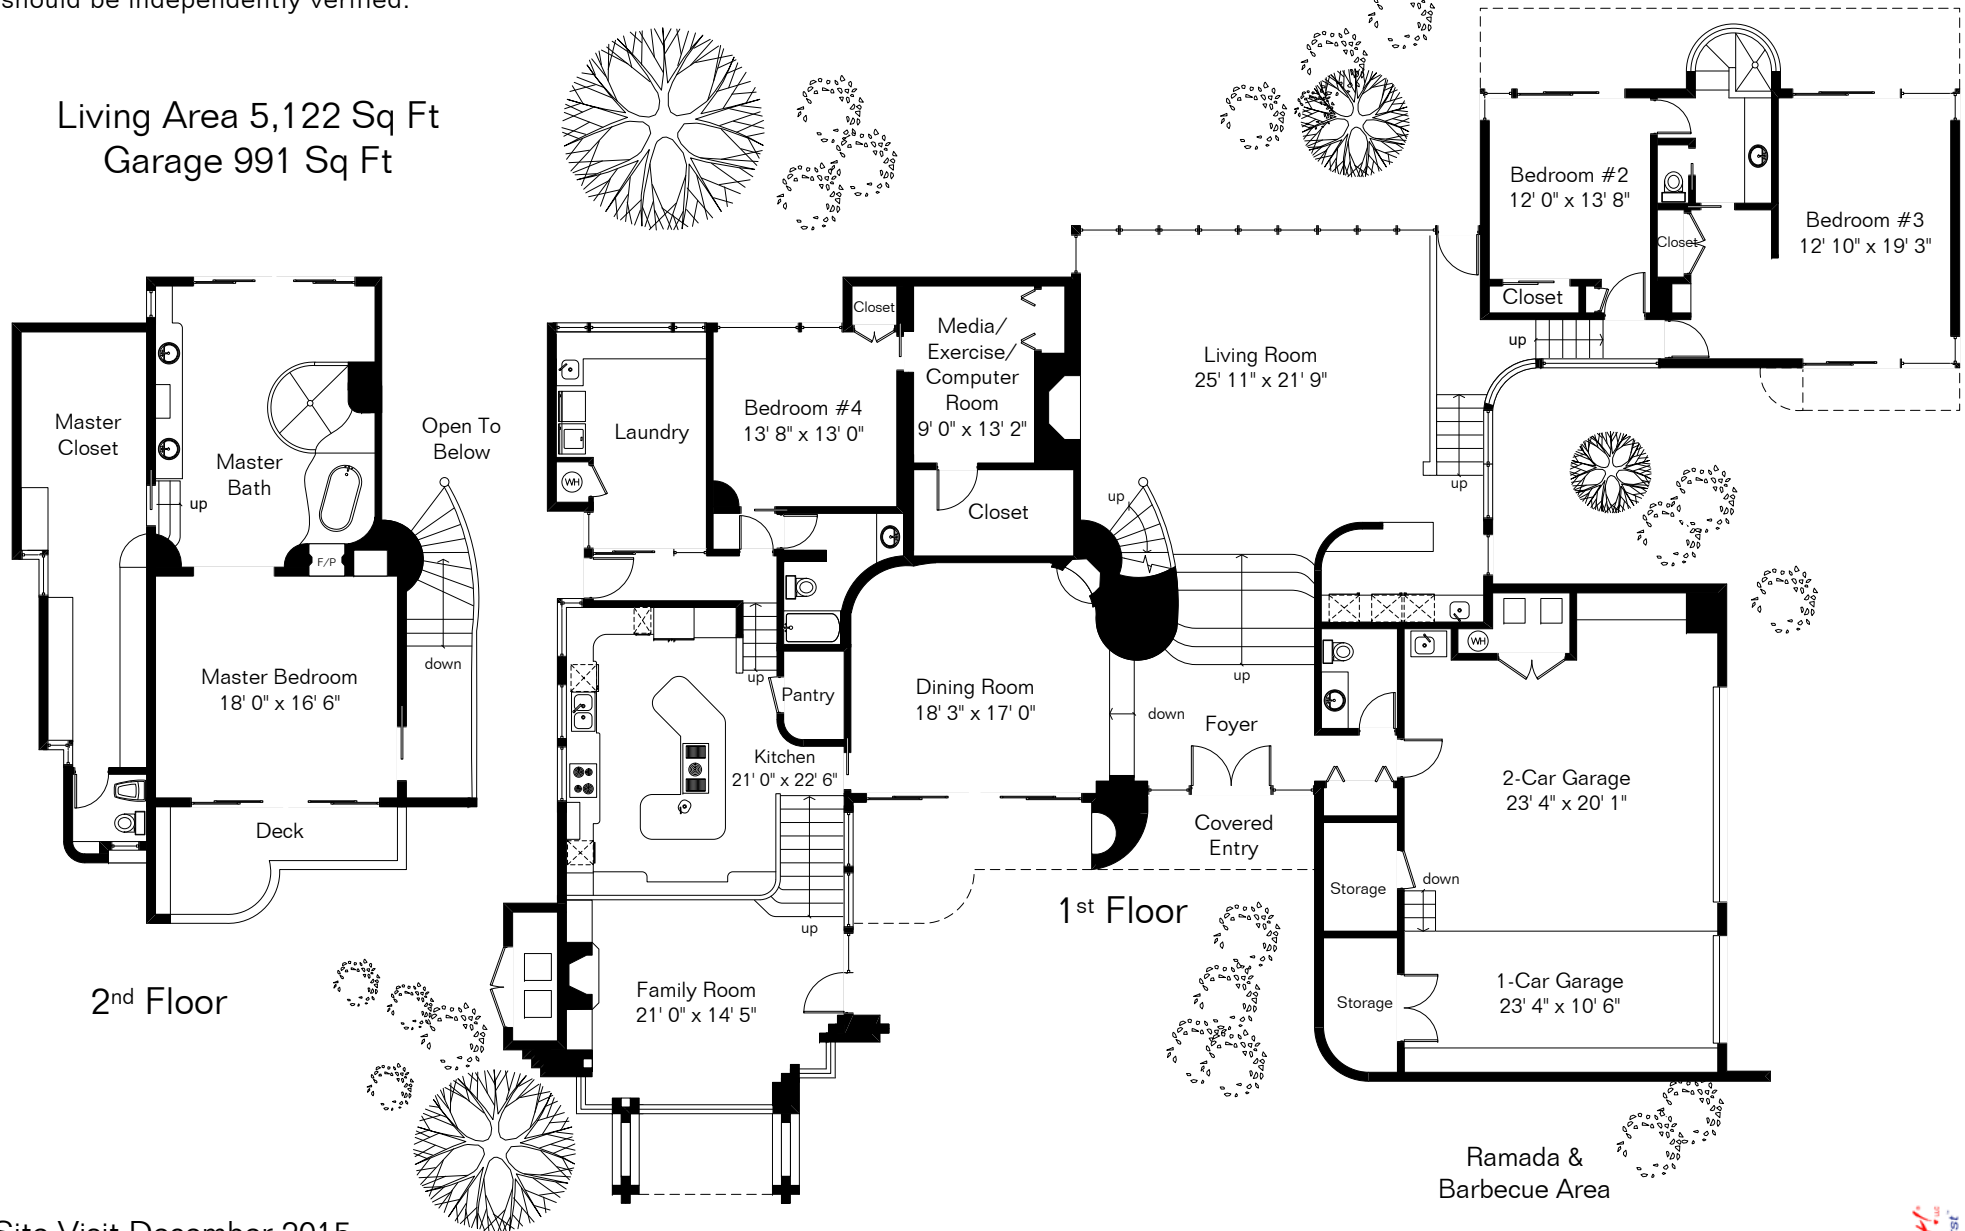 should be independently verified.
Living Area 5,122 Sq Ft
Garage 991 Sq Ft
Master
Closet
Master
Bath
up
Open To
Below
F/P
down
Master Bedroom
18' 0" x 16' 6"
Deck
2nd Floor
Laundry
WH
Bedroom #4
13' 8" x 13' 0"
Closet
Media/
Exercise/
Computer
Room
9' 0" x 13' 2"
Closet
Living Room
25' 11" x 21' 9"
up
up
up
Bedroom #2
12' 0" x 13' 8"
Closet
Closet
Bedroom #3
12' 10" x 19' 3"
up
up
Pantry
Kitchen
21' 0" x 22' 6"
up
Dining Room
18' 3" x 17' 0"
down
Foyer
Covered
Entry
1st Floor
Family Room
21' 0" x 14' 5"
WH
2-Car Garage
23' 4" x 20' 1"
Storage
down
Storage
1-Car Garage
23' 4" x 10' 6"
Ramada &
Barbecue Area
Site Visit December 2015